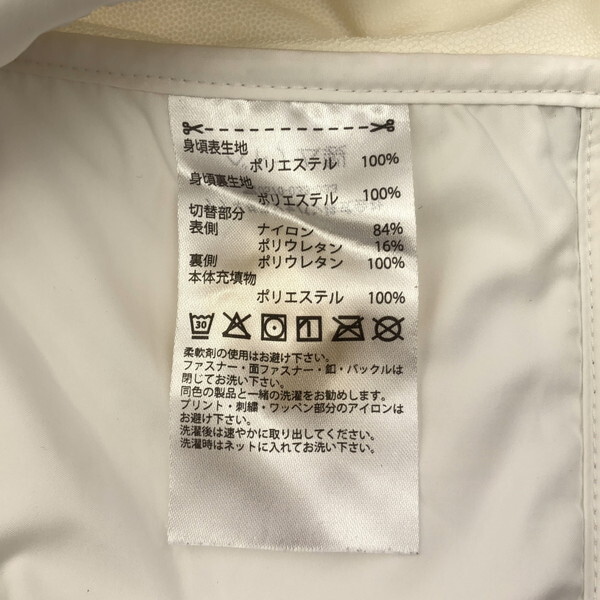 身頃表生地
ポリエステル 100%
身頃裏生地
ポリエステル 100%
切替部分
表側 ナイロン 84%
ポリウレタン 16%
裏側 ポリウレタン 100%
本体充填物
ポリエステル 100%
30
柔軟剤の使用はお避け下さい。
ファスナー・面ファスナー・釦・バックルは
閉じてお洗い下さい。
同色の製品と一緒の洗濯をお勧めします。
プリント・刺繍・ワッペン部分のアイロンは
お避け下さい。
洗濯後は速やかに取り出してください。
洗濯時はネットに入れてお洗い下さい。